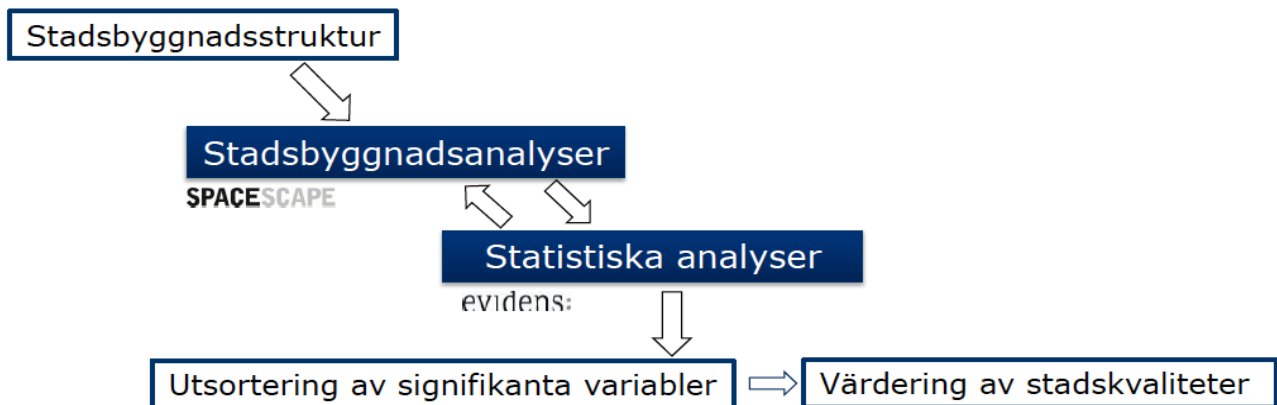 Stadsbyggnadsstruktur
Stadsbyggnadsanalyser
SPACESCAPE
Statistiska analyser
evidens:
Utsortering av signifikanta variabler
Värdering av stadskvaliteter